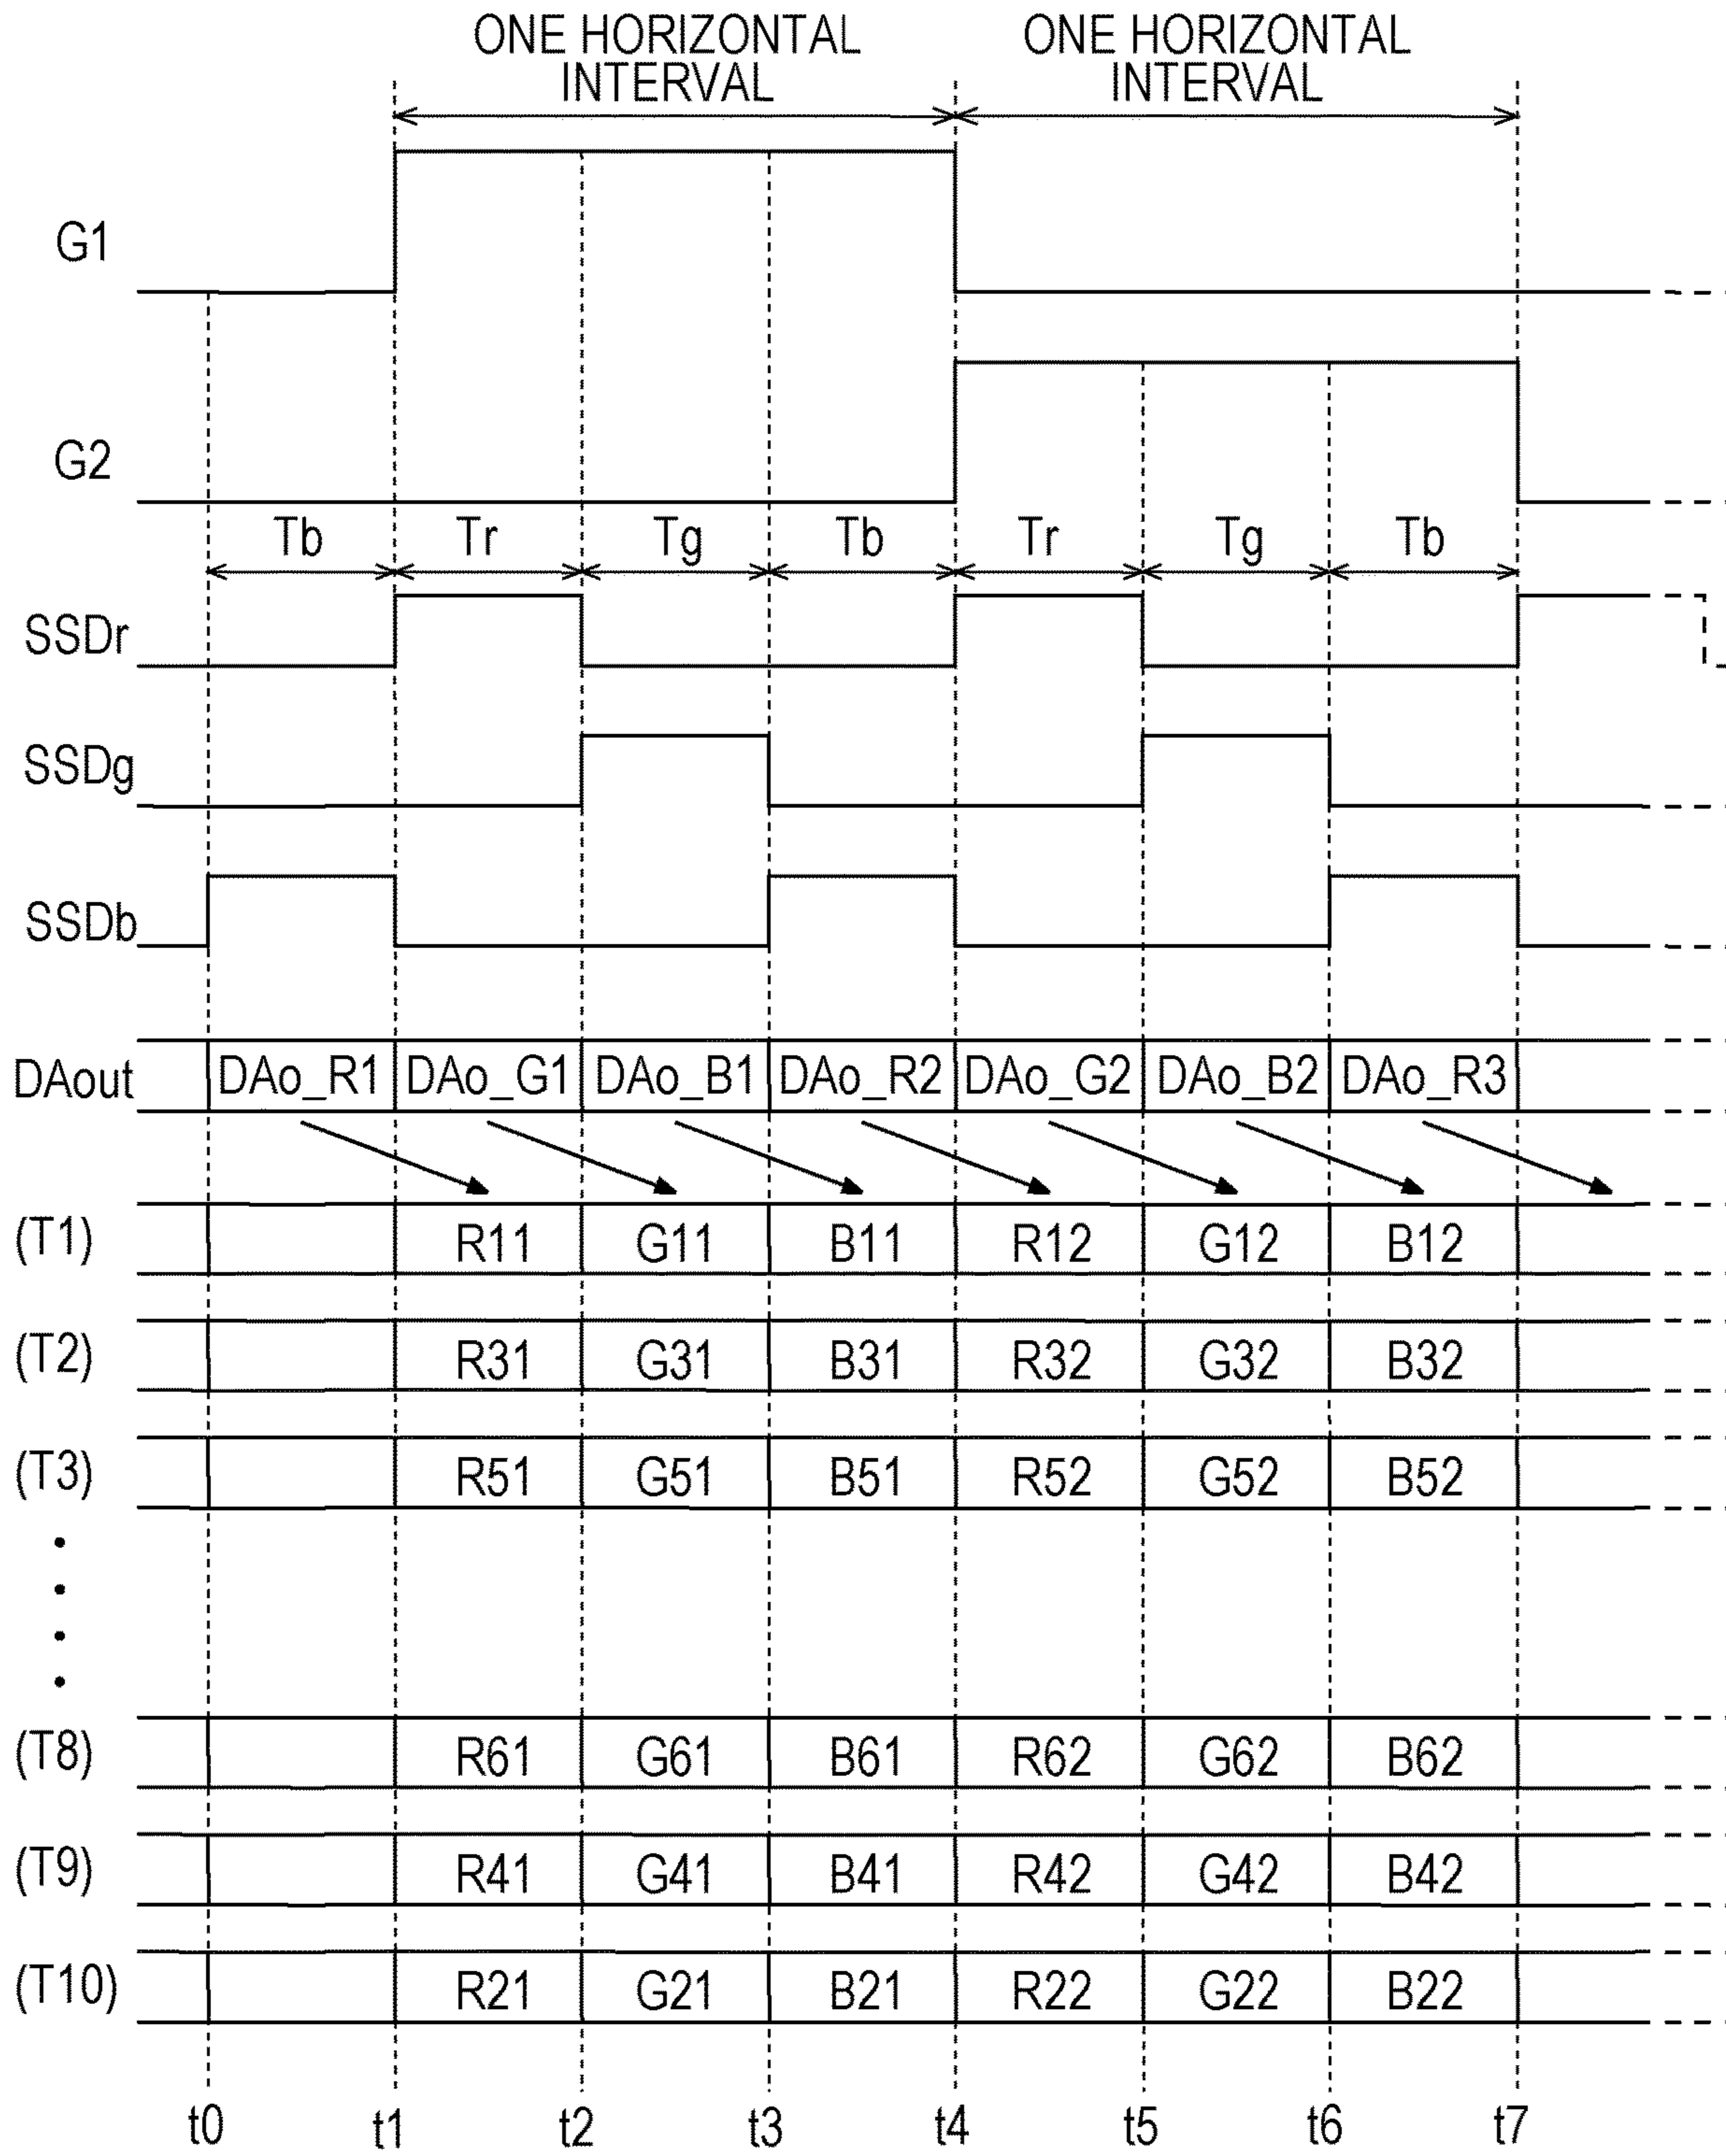 ONE HORIZONTAL INTERVAL
ONE HORIZONTAL INTERVAL
G1
G2
Tb Tr Tg Tb Tr Tg Tb
SSDr
SSDg
SSDb
DAout DAo_R1 DAo_G1 DAo_B1 DAo_R2 DAo_G2 DAo_B2 DAo_R3
(T1) R11 G11 B11 R12 G12 B12
(T2) R31 G31 B31 R32 G32 B32
(T3) R51 G51 B51 R52 G52 B52
(T8) R61 G61 B61 R62 G62 B62
(T9) R41 G41 B41 R42 G42 B42
(T10) R21 G21 B21 R22 G22 B22
t0 t1 t2 t3 t4 t5 t6 t7